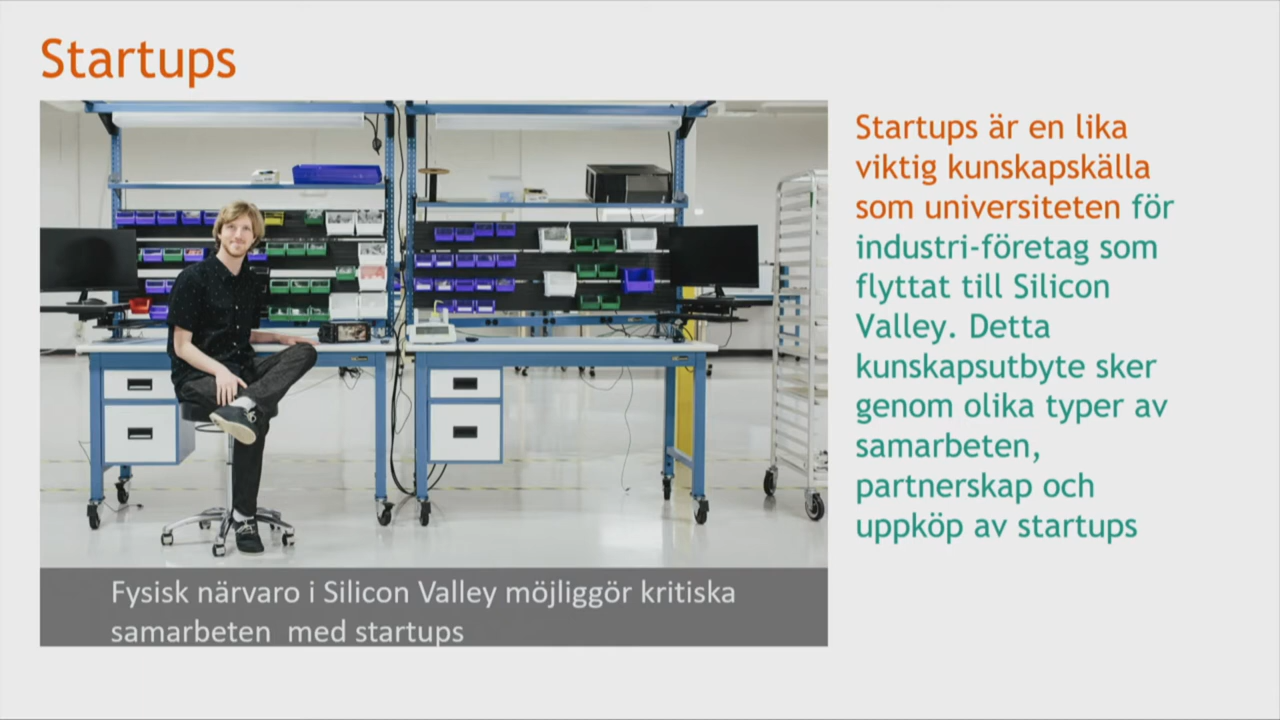 Startups
Startups är en lika
viktig kunskapskälla
som universiteten för
industri-företag som
flyttat till Silicon
Valley. Detta
kunskapsutbyte sker
genom olika typer av
samarbeten,
partnerskap och
uppköp av startups
Fysisk närvaro i Silicon Valley möjliggör kritiska
samarbeten  med startups